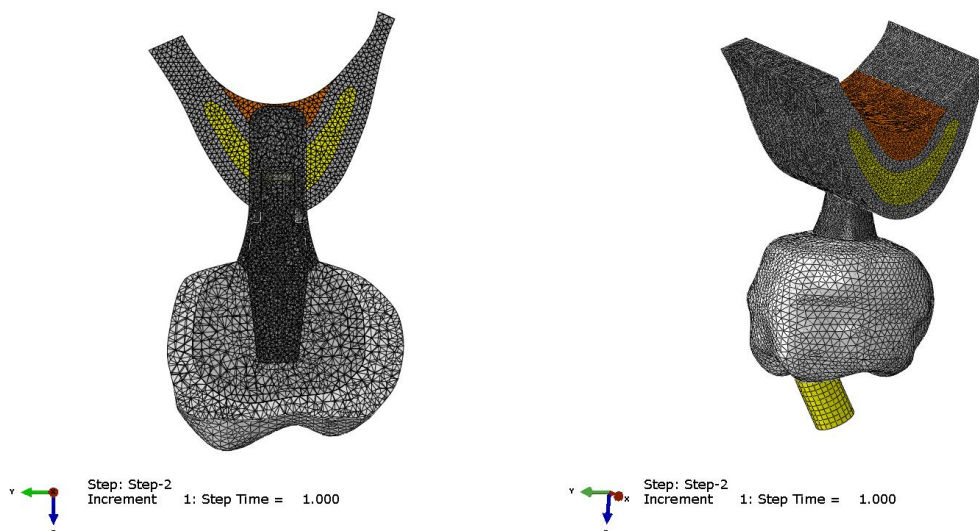 Y
X
Step: Step-2
Increment 1: Step Time = 1.000
Y
X
Step: Step-2
Increment 1: Step Time = 1.000